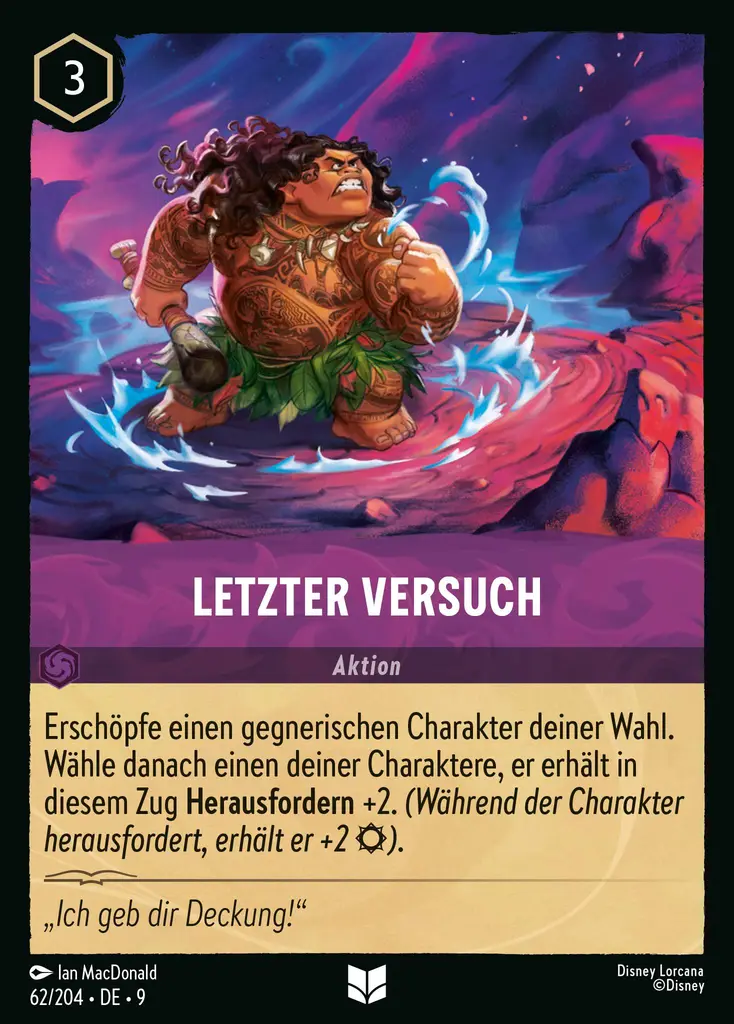 3
LETZTER VERSUCH
Aktion
Erschöpfe einen gegnerischen Charakter deiner Wahl.
Wähle danach einen deiner Charaktere, er erhält in
diesem Zug Herausfordern +2. (Während der Charakter
herausfordert, erhält er +2 ).
„Ich geb dir Deckung!“
Ian MacDonald
62/204 • DE • 9
Disney Lorcana
©Disney